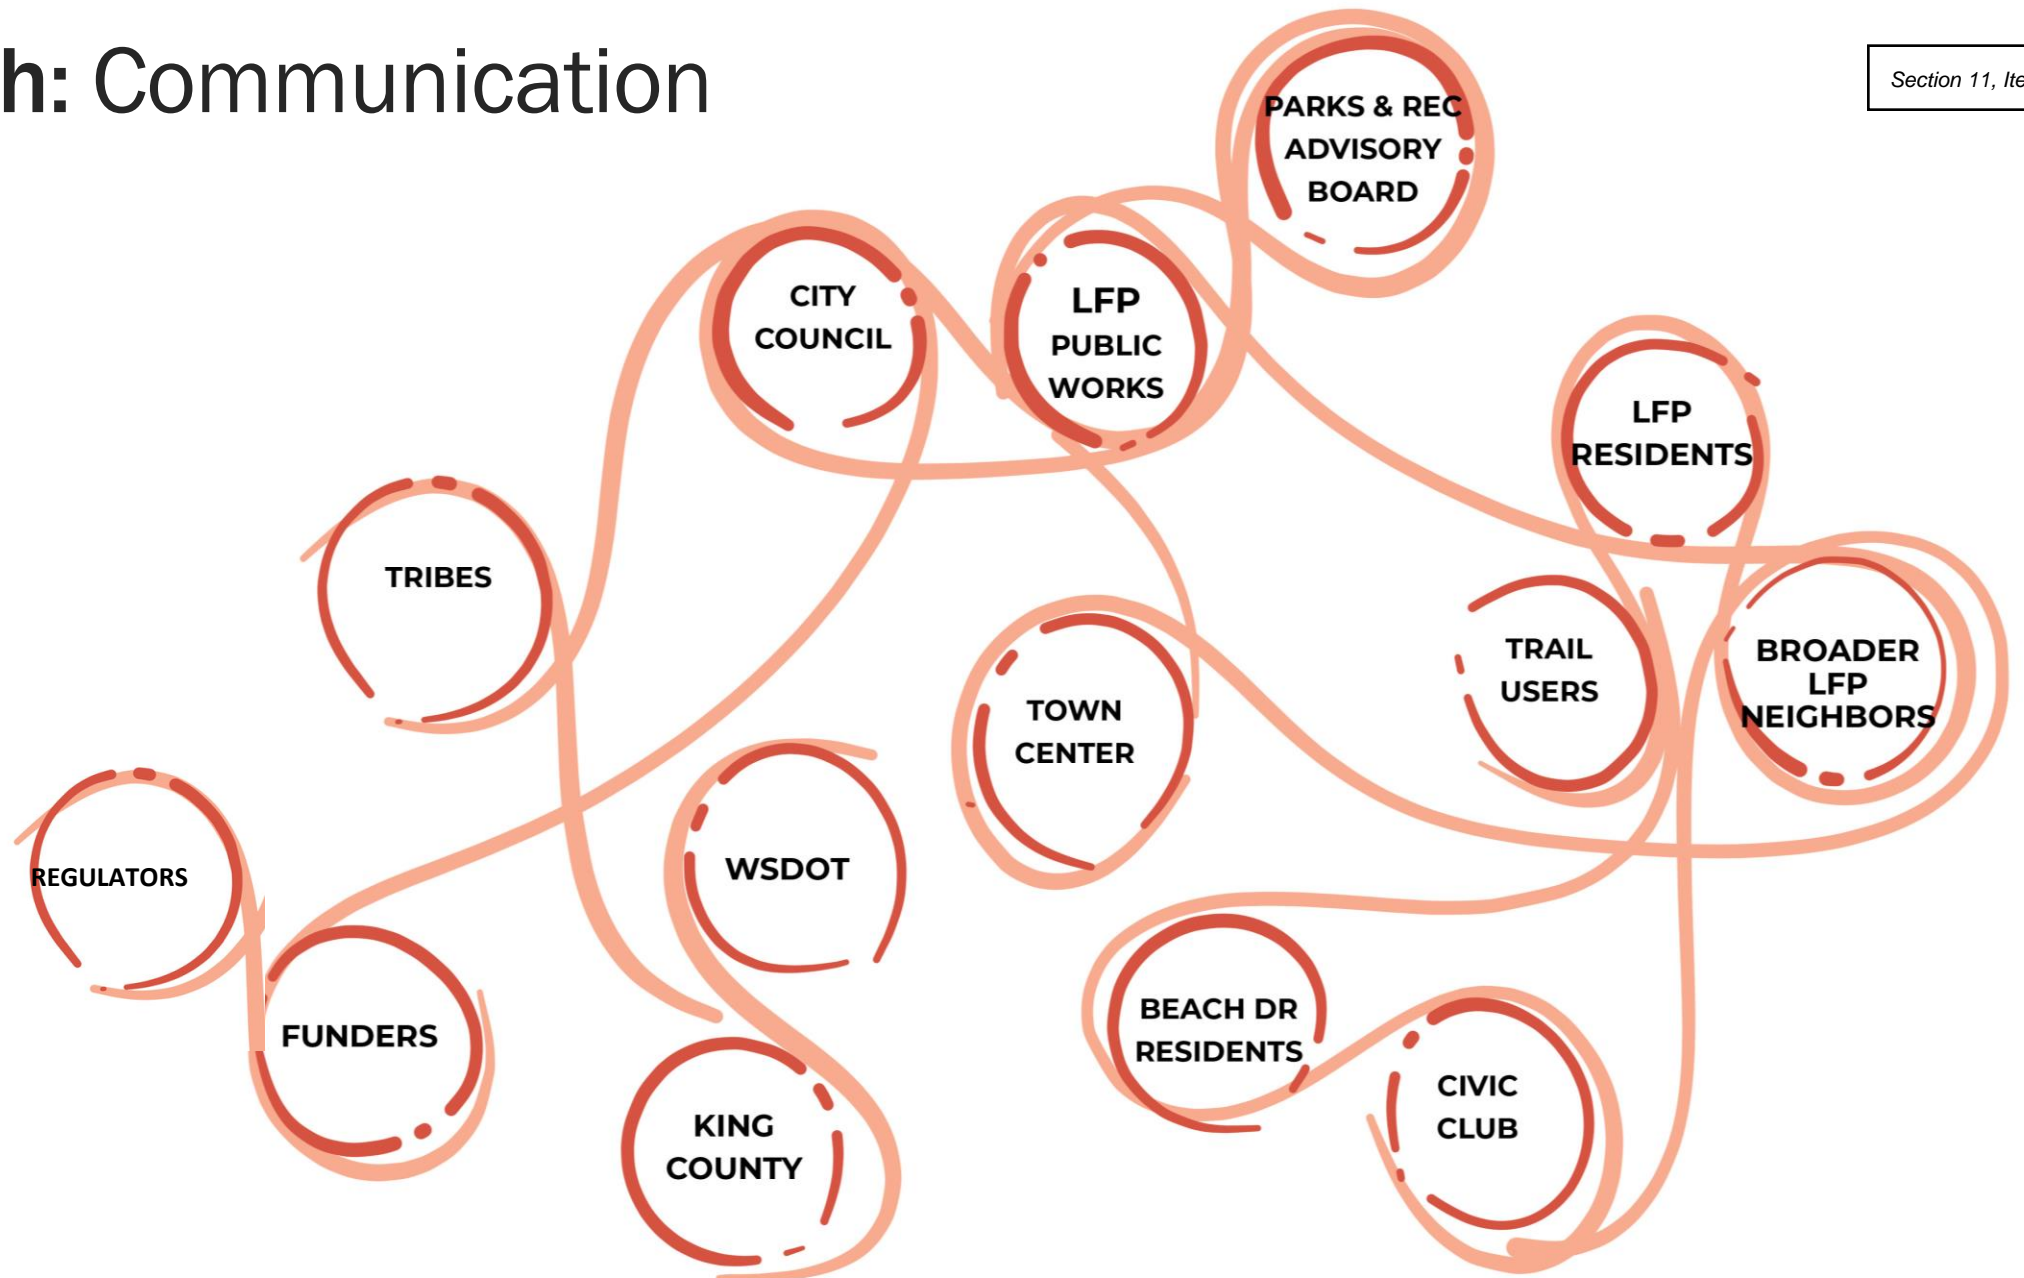 h: Communication
Section 11, Ite
PARKS & REC
ADVISORY
BOARD
CITY
COUNCIL
LFP
PUBLIC
WORKS
LFP
RESIDENTS
TRIBES
TRAIL
USERS
BROADER
LFP
NEIGHBORS
TOWN
CENTER
REGULATORS
WSDOT
FUNDERS
BEACH DR
RESIDENTS
CIVIC
CLUB
KING
COUNTY